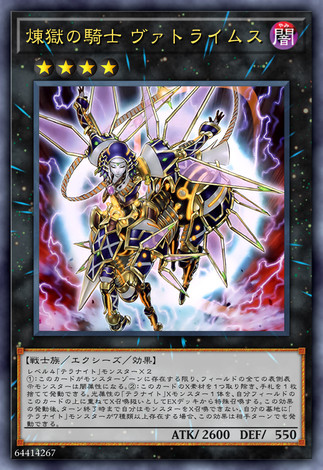 煉獄の騎士 ヴァトライムス
闇
やみ
【戦士族／エクシーズ／効果】
レベル４「テラナイト」モンスター×２
①：このカードがモンスターゾーンに存在する限り、フィールドの全ての表側表
示モンスターは闇属性になる。②：このカードのX素材を１つ取り除き、手札を１枚
捨てて発動できる。光属性の「テラナイト」Xモンスター１体を、自分フィールドの
このカードの上に重ねてX召喚扱いとしてEXデッキから特殊召喚する。この効果
の発動後、ターン終了時まで自分はモンスターをX召喚できない。自分の墓地に
「テラナイト」モンスターが７種類以上存在する場合、この効果は相手ターンでも発
動できる。
ATK/ 2600 DEF/ 550
64414267